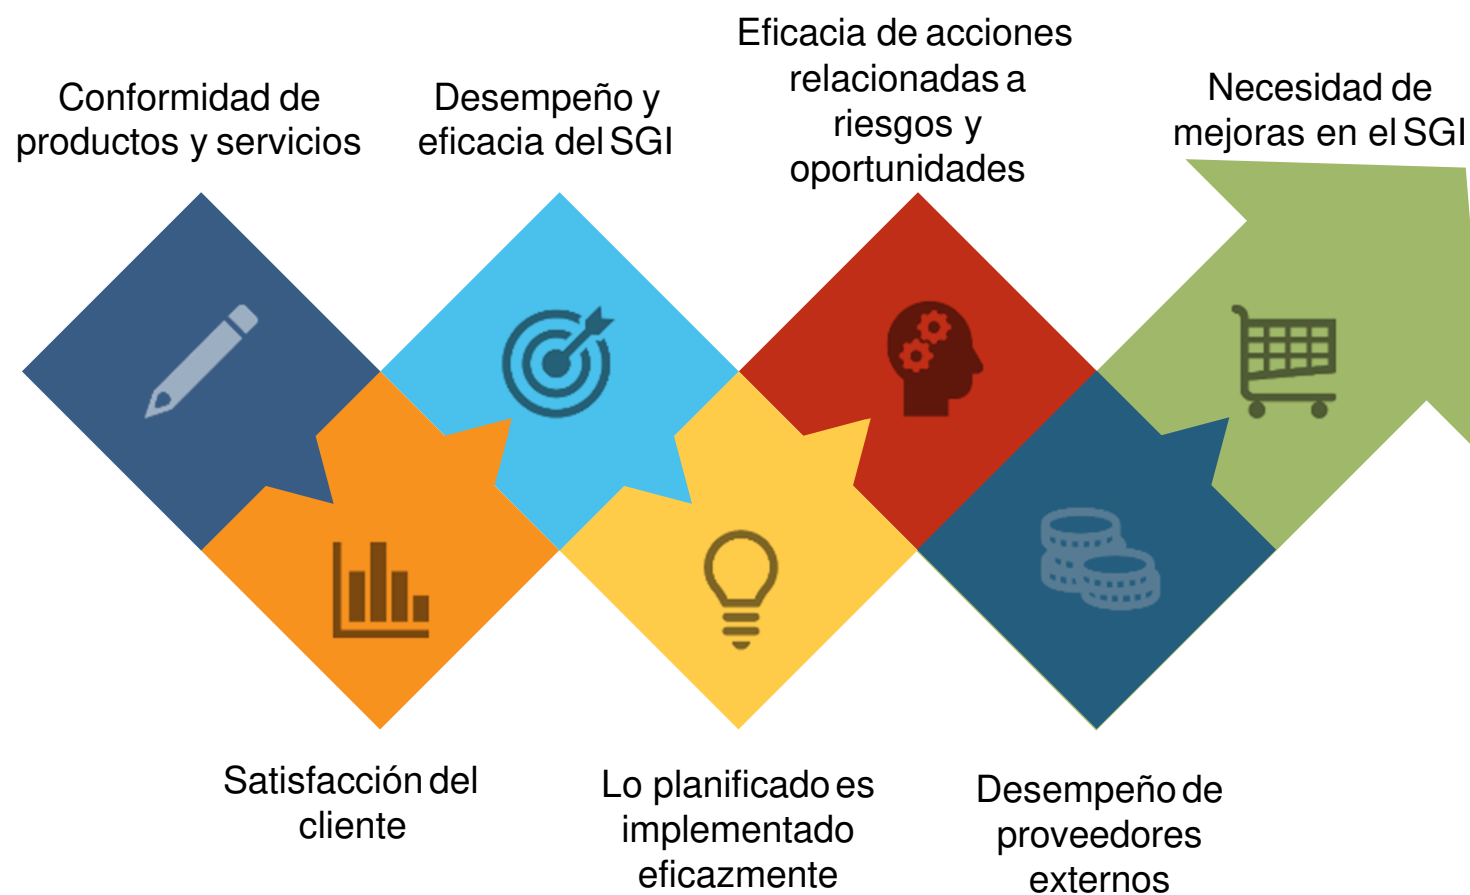 Conformidad de
productos y servicios
Satisfacción del
cliente
Desempeño y
eficacia del SGI
Lo planificado es
implementado
eficazmente
Eficacia de acciones
relacionadas a
riesgos y
oportunidades
Desempeño de
proveedores
externos
Necesidad de
mejoras en el SGI